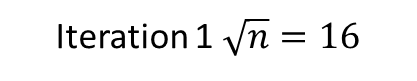 Iteration 1 √n = 16